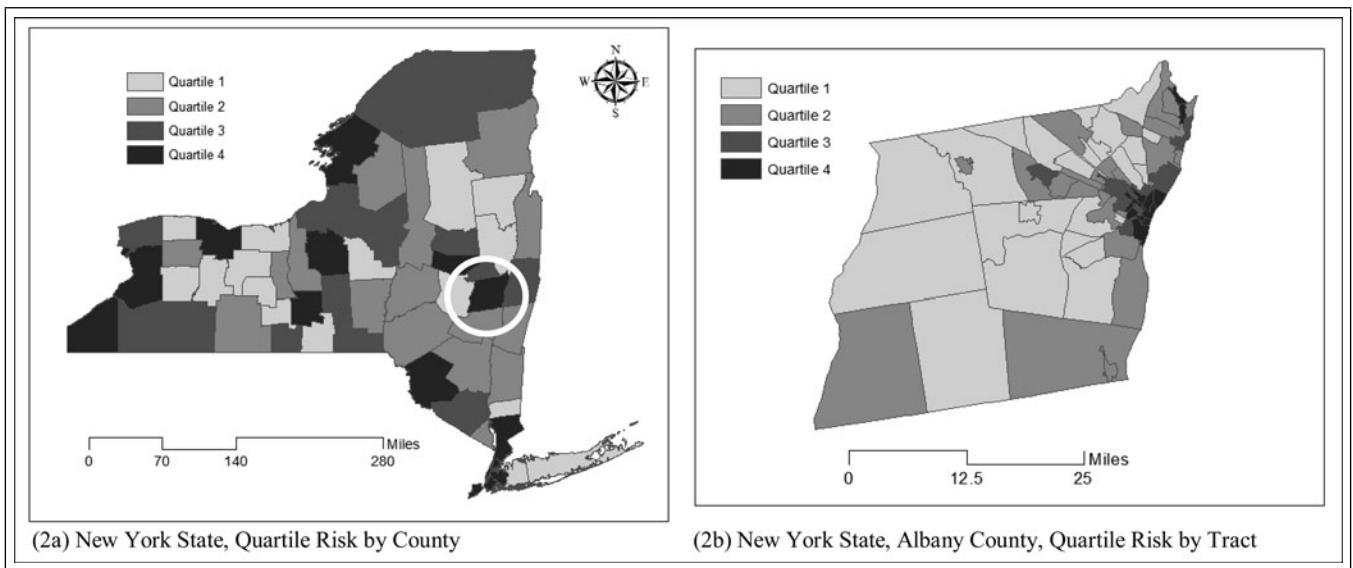 N
W E
S
Quartile 1
Quartile 2
Quartile 3
Quartile 4
Miles
0 70 140 280
(2a) New York State, Quartile Risk by County
Quartile 1
Quartile 2
Quartile 3
Quartile 4
Miles
0 12.5 25
(2b) New York State, Albany County, Quartile Risk by Tract